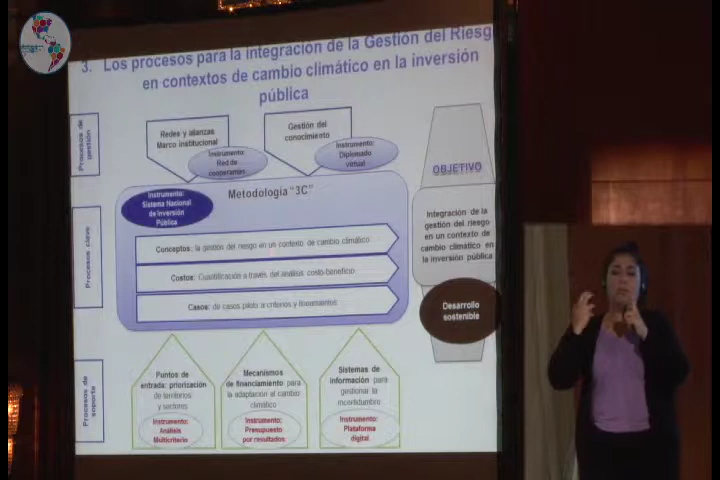 3. Los procesos para la integración de la Gestión del Riesg
en contextos de cambio climático en la inversión
pública
Procesos de
gestión
Redes y alianzas
Marco institucional
Instrumento:
Red de
cooperantes
Gestión del
conocimiento
Instrumento:
Diplomado
virtual
OBJETIVO
Procesos clave
Instrumento:
Sistema Nacional
de Inversión
Pública
Metodología "3C"
Conceptos: la gestión del riesgo en un contexto de cambio climático
Costos: Cuantificación a través del análisis costo-beneficio
Casos: de casos piloto a criterios y lineamientos
Integración de la
gestión del riesgo
en un contexto de
cambio climático en
la inversión pública
Desarrollo
sostenible
Procesos de
soporte
Puntos de
entrada: priorización
de territorios
y sectores
Instrumento:
Análisis
Multicriterio
Mecanismos
de financiamiento para
la adaptación al cambio
climático
Instrumento:
Presupuesto
por resultados
Sistemas de
información para
gestionar la
incertidumbre
Instrumento:
Plataforma
digital